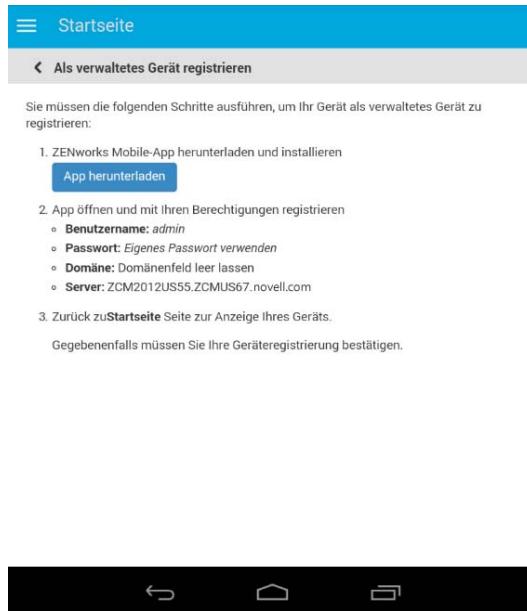 Startseite
Als verwaltetes Gerät registrieren
Sie müssen die folgenden Schritte ausführen, um Ihr Gerät als verwaltetes Gerät zu
registrieren:
1. ZENworks Mobile-App herunterladen und installieren
App herunterladen
2. App öffnen und mit Ihren Berechtigungen registrieren
Benutzername: admin
Passwort: Eigenes Passwort verwenden
Domäne: Domänenfeld leer lassen
Server: ZCM2012US55.ZCMUS67.novell.com
3. Zurück zuStartseite Seite zur Anzeige Ihres Geräts.
Gegebenenfalls müssen Sie Ihre Geräteregistrierung bestätigen.